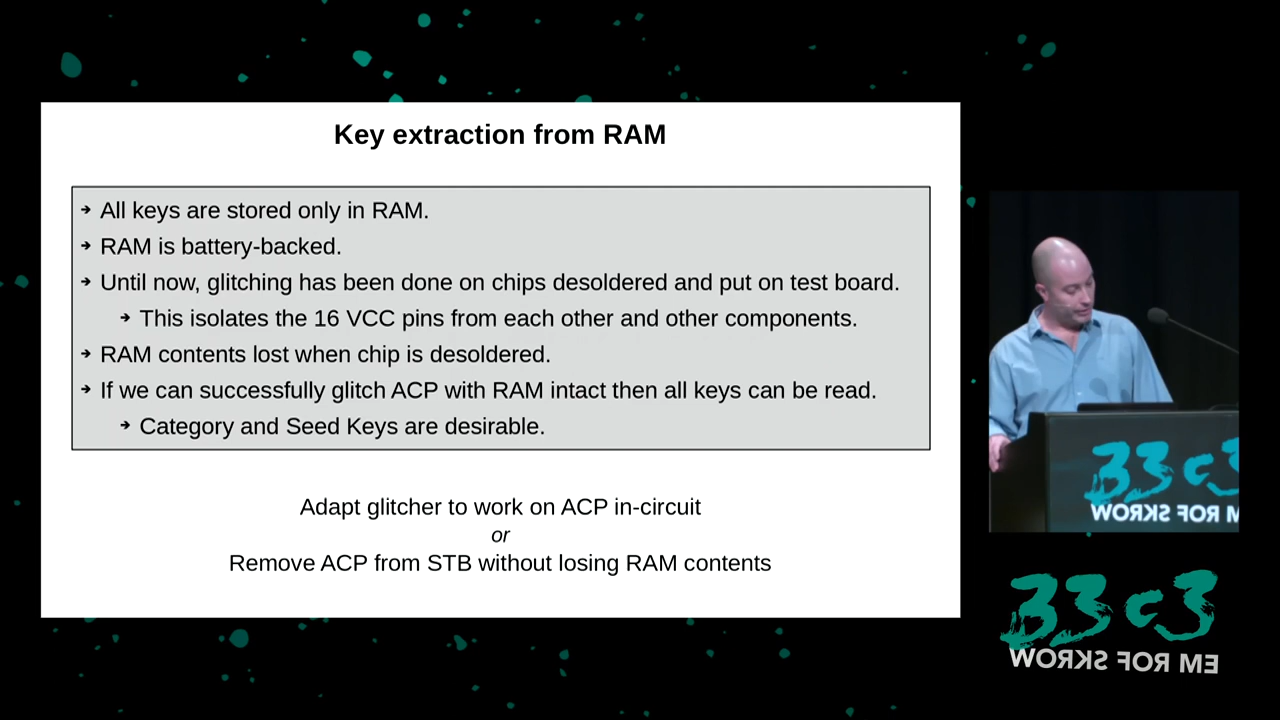 Key extraction from RAM
All keys are stored only in RAM.
RAM is battery-backed.
Until now, glitching has been done on chips desoldered and put on test board.
This isolates the 16 VCC pins from each other and other components.
RAM contents lost when chip is desoldered.
If we can successfully glitch ACP with RAM intact then all keys can be read.
Category and Seed Keys are desirable.
Adapt glitcher to work on ACP in-circuit
or
Remove ACP from STB without losing RAM contents
33c3
WORKS FOR M
33c3
WORKS FOR ME